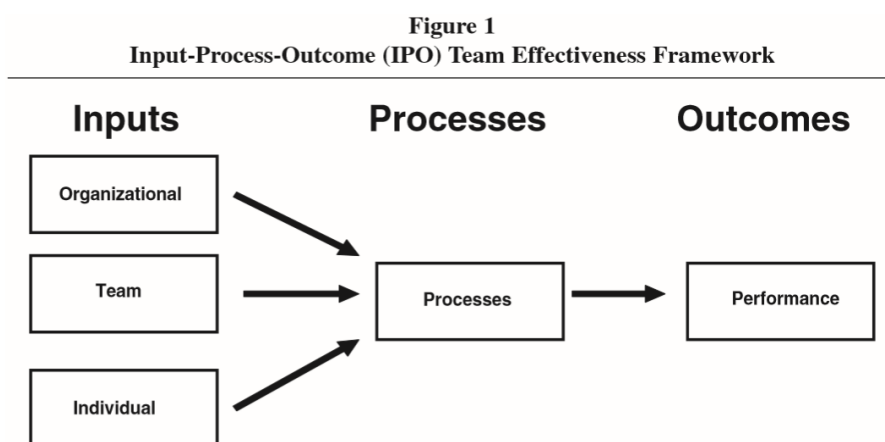 Figure 1
Input-Process-Outcome (IPO) Team Effectiveness Framework
Inputs
Processes
Outcomes
Organizational
Team
Processes
Performance
Individual